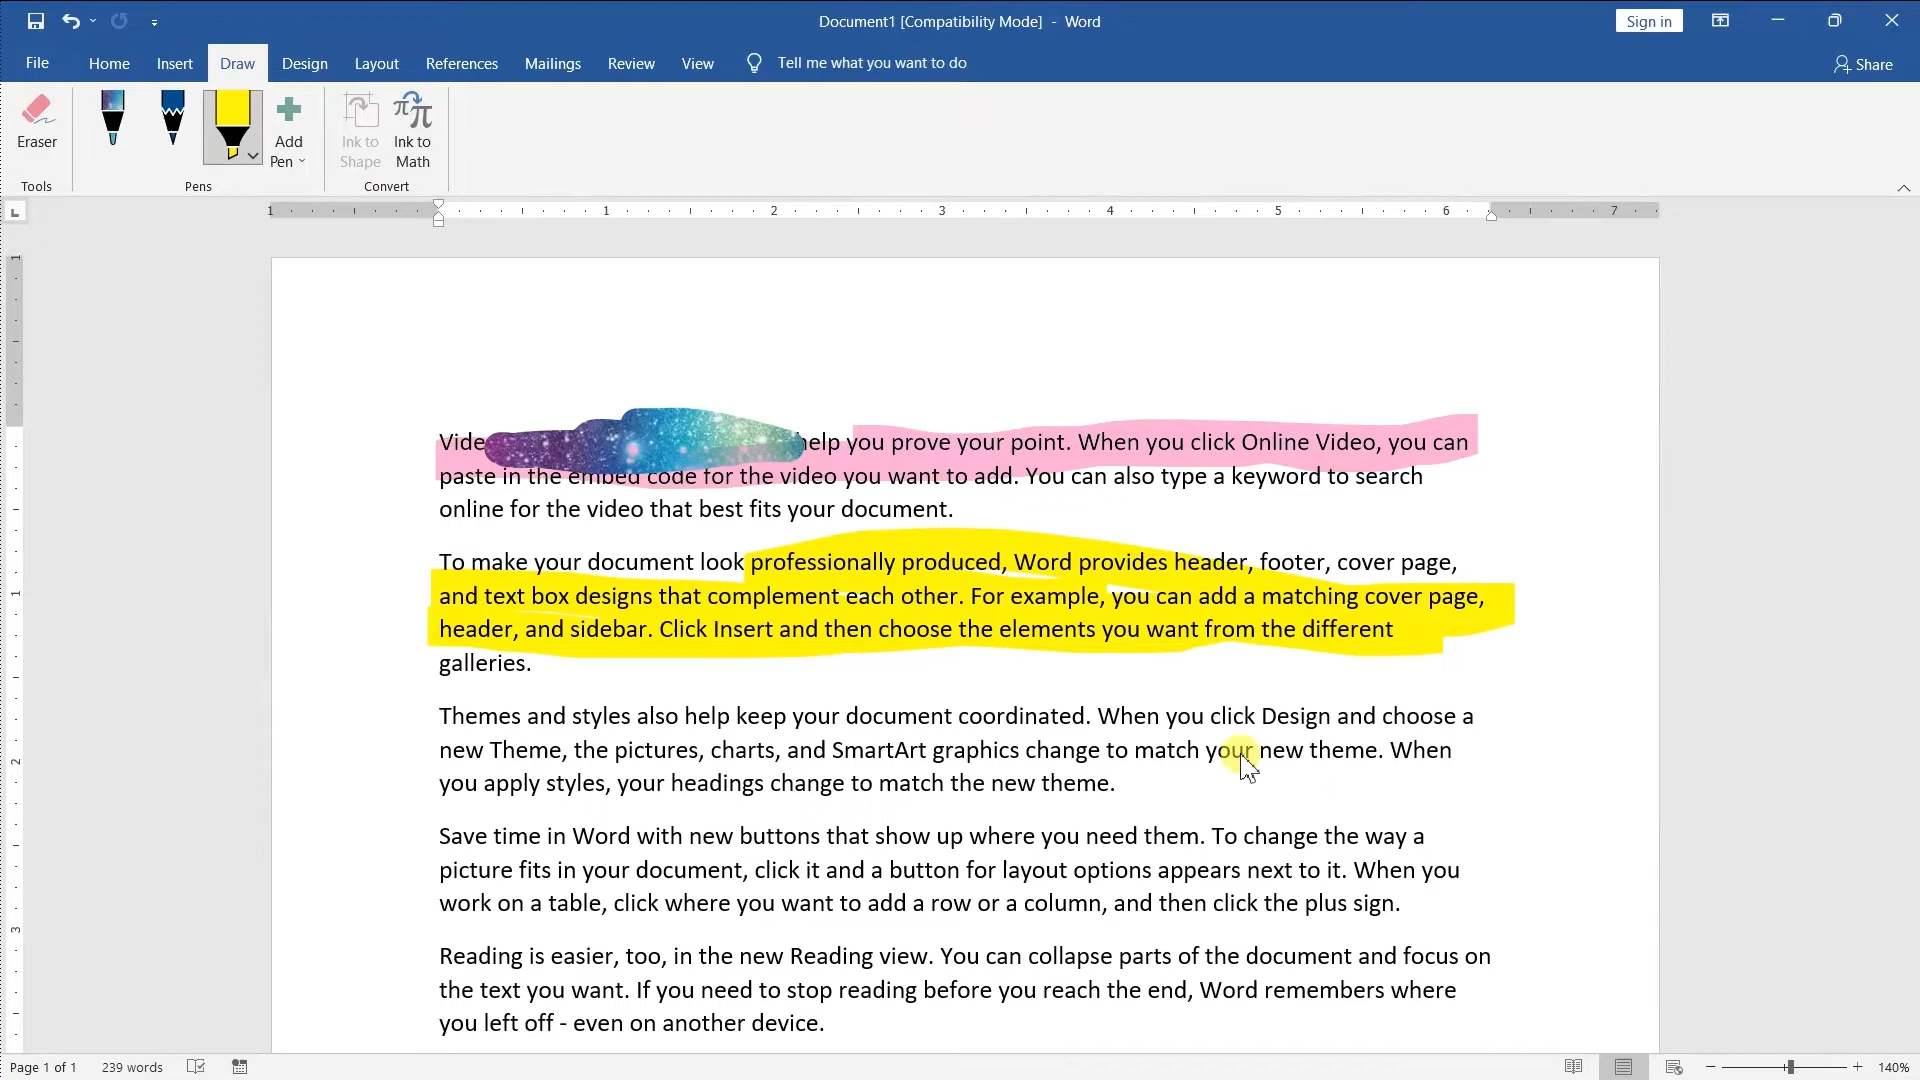 Document1 [Compatibility Mode] - Word
Sign in
File Home Insert Draw Design Layout References Mailings Review View Tell me what you want to do
Share
Eraser
Add Pen
Ink to Shape
Ink to Math
Tools
Pens
Convert
1 1 2 3 4 5 6 7
1
1
2
3
help you prove your point. When you click Online Video, you can
paste in the embed code for the video you want to add. You can also type a keyword to search
online for the video that best fits your document.
To make your document look professionally produced, Word provides header, footer, cover page,
and text box designs that complement each other. For example, you can add a matching cover page,
header, and sidebar. Click Insert and then choose the elements you want from the different
galleries.
Themes and styles also help keep your document coordinated. When you click Design and choose a
new Theme, the pictures, charts, and SmartArt graphics change to match your new theme. When
you apply styles, your headings change to match the new theme.
Save time in Word with new buttons that show up where you need them. To change the way a
picture fits in your document, click it and a button for layout options appears next to it. When you
work on a table, click where you want to add a row or a column, and then click the plus sign.
Reading is easier, too, in the new Reading view. You can collapse parts of the document and focus on
the text you want. If you need to stop reading before you reach the end, Word remembers where
you left off - even on another device.
Page 1 of 1 239 words
140%